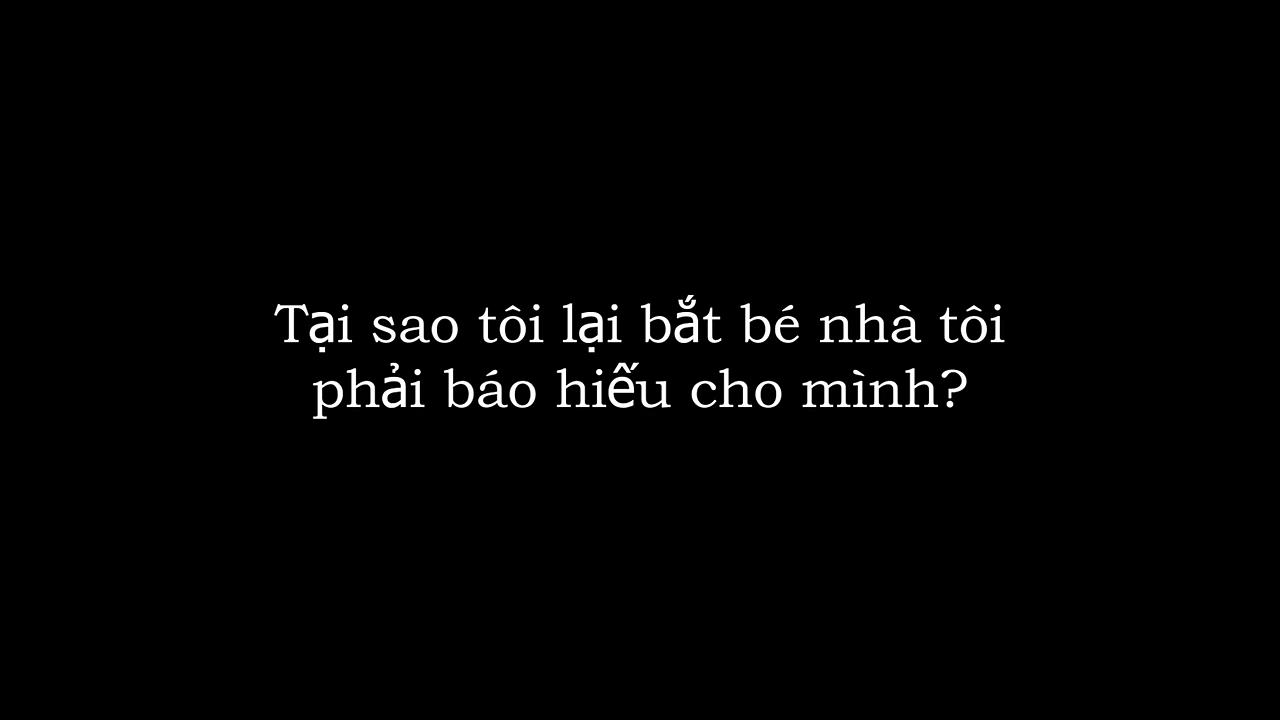 Tại sao tôi lại bắt bé nhà tôi
phải báo hiếu cho mình?